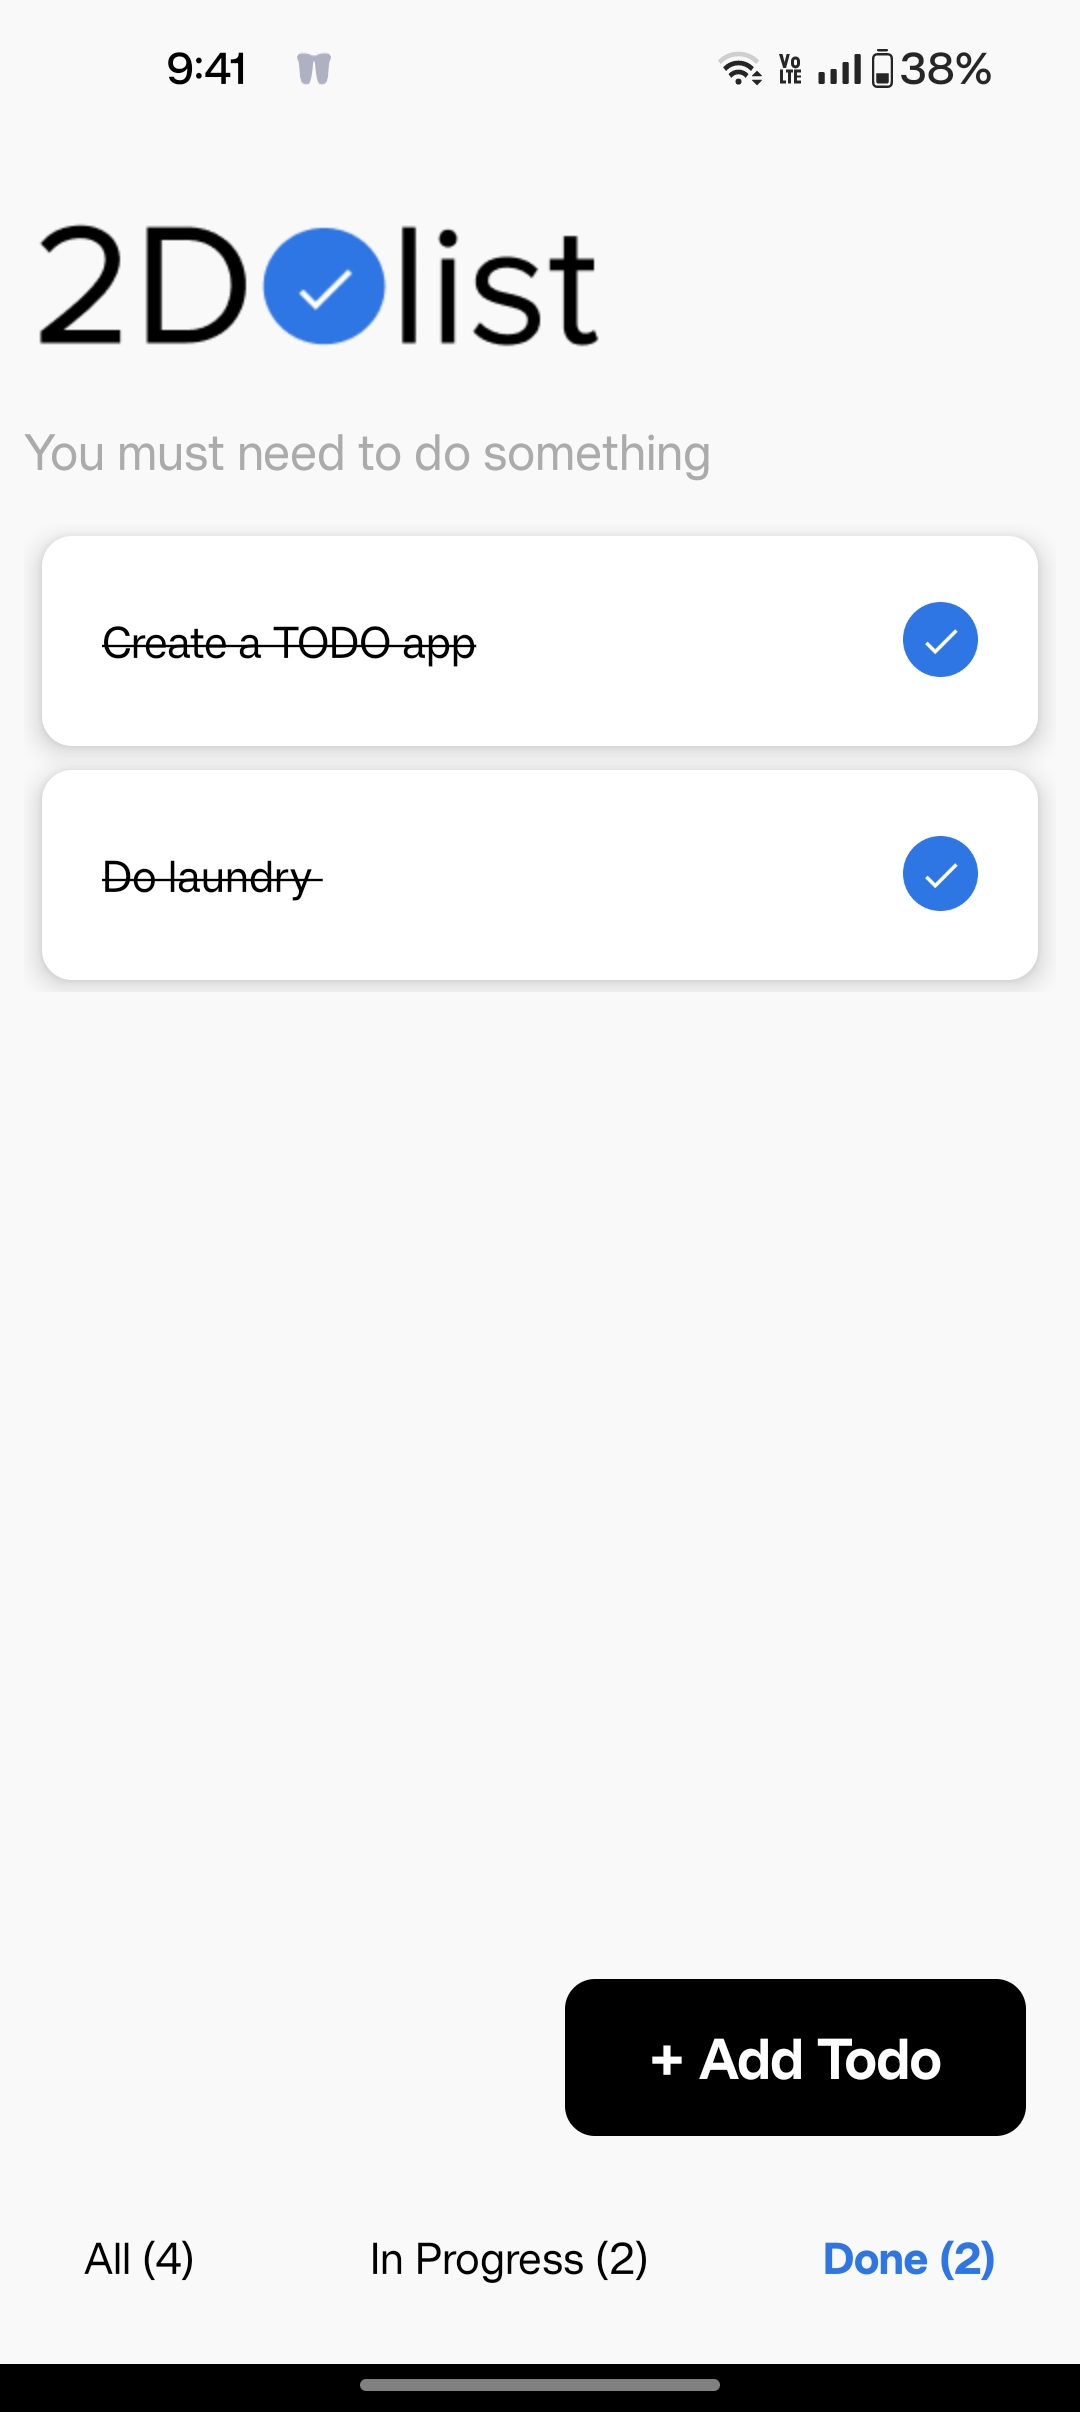 9:41 Vo LTE 38%
2D list
You must need to do something
Create a TODO app
Do laundry
+ Add Todo
All (4) In Progress (2) Done (2)